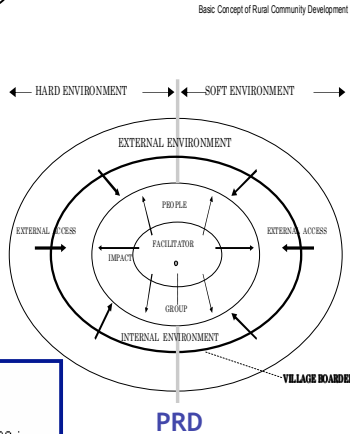 Basic Concept of Rural Community Development
HARD ENVIRONMENT
SOFT ENVIRONMENT
EXTERNAL ENVIRONMENT
PEOPLE
EXTERNAL ACCESS
FACILITATOR
EXTERNAL ACCESS
IMPACT
GROUP
INTERNAL ENVIRONMENT
VILLAGE BOARDER
PRD